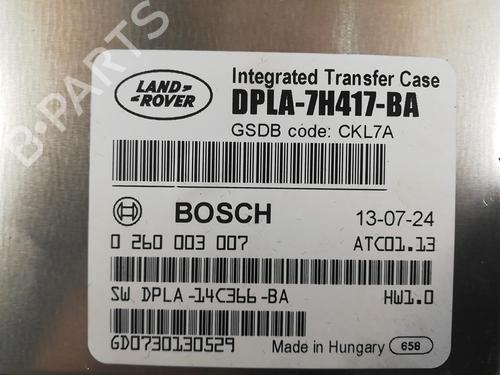 B-PARTS
LAND-
ROVER
Integrated Transfer Case
DPLA-7H417-BA
GSDB code: CKL7A
BOSCH
13-07-24
0 260 003 007
ATC01.13
SW DPLA-14C366-BA
HW1.0
GD0730130529
Made in Hungary
658